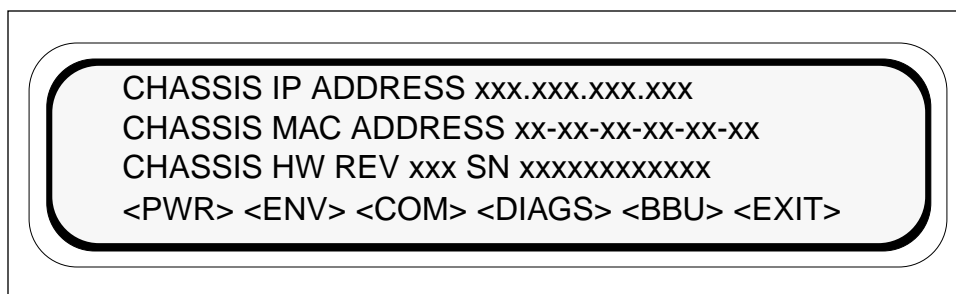 CHASSIS IP ADDRESS xxx.xxx.xxx.xxx
CHASSIS MAC ADDRESS xx-xx-xx-xx-xx-xx
CHASSIS HW REV xxx SN xxxxxxxxxxxx
<PWR> <ENV> <COM> <DIAGS> <BBU> <EXIT>